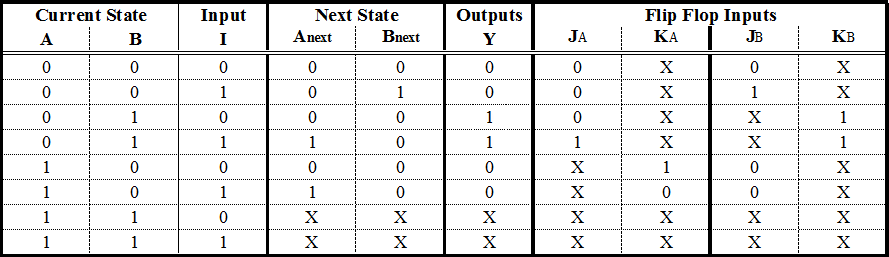 Current State Input Next State Outputs Flip Flop Inputs
A B I Anext Bnext Y JA KA JB KB
0 0 0 0 0 0 0 X 0 X
0 0 1 0 1 0 0 X 1 X
0 1 0 0 0 1 0 X X 1
0 1 1 1 0 1 1 X X 1
1 0 0 0 0 0 X 1 0 X
1 0 1 1 0 0 X 0 0 X
1 1 0 X X X X X X X
1 1 1 X X X X X X X